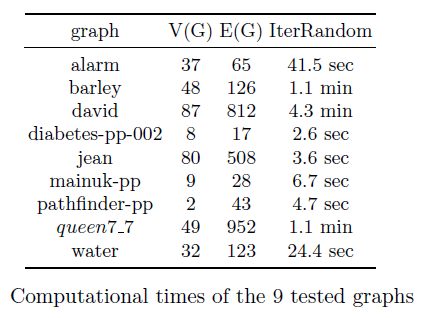 graph V(G) E(G) IterRandom
alarm 37 65 41.5 sec
barley 48 126 1.1 min
david 87 812 4.3 min
diabetes-pp-002 8 17 2.6 sec
jean 80 508 3.6 sec
mainuk-pp 9 28 6.7 sec
pathfinder-pp 2 43 4.7 sec
queen7_7 49 952 1.1 min
water 32 123 24.4 sec
Computational times of the 9 tested graphs